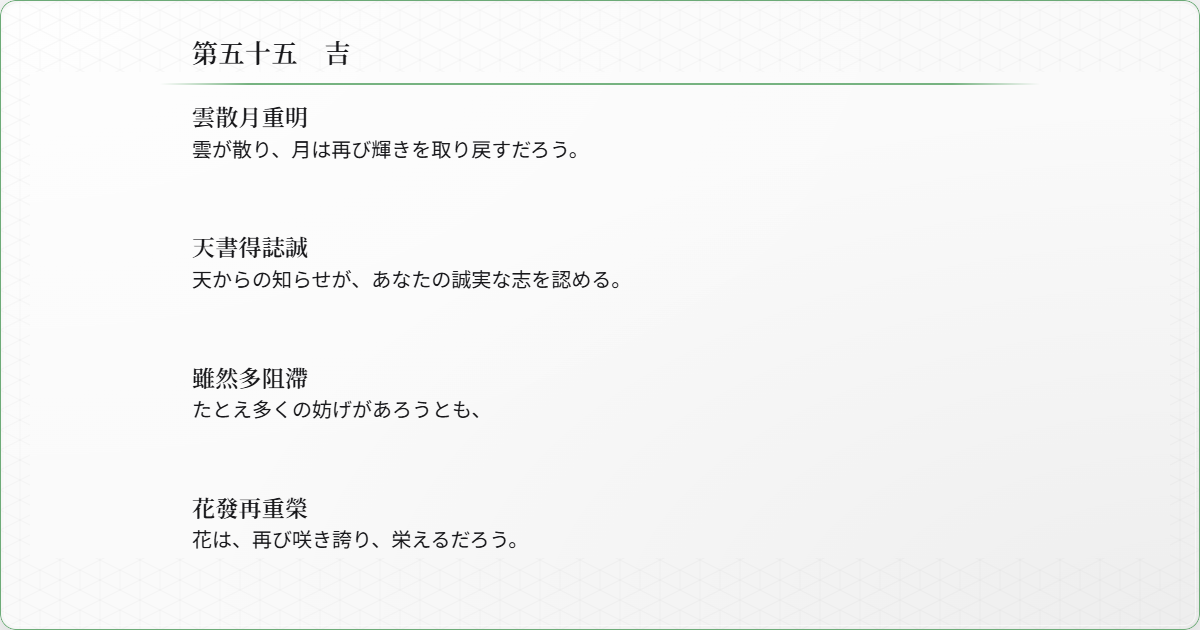 第五十五　吉
雲散月重明
雲が散り、月は再び輝きを取り戻すだろう。
天書得誌誠
天からの知らせが、あなたの誠実な志を認める。
雖然多阻滯
たとえ多くの妨げがあろうとも、
花發再重榮
花は、再び咲き誇り、栄えるだろう。